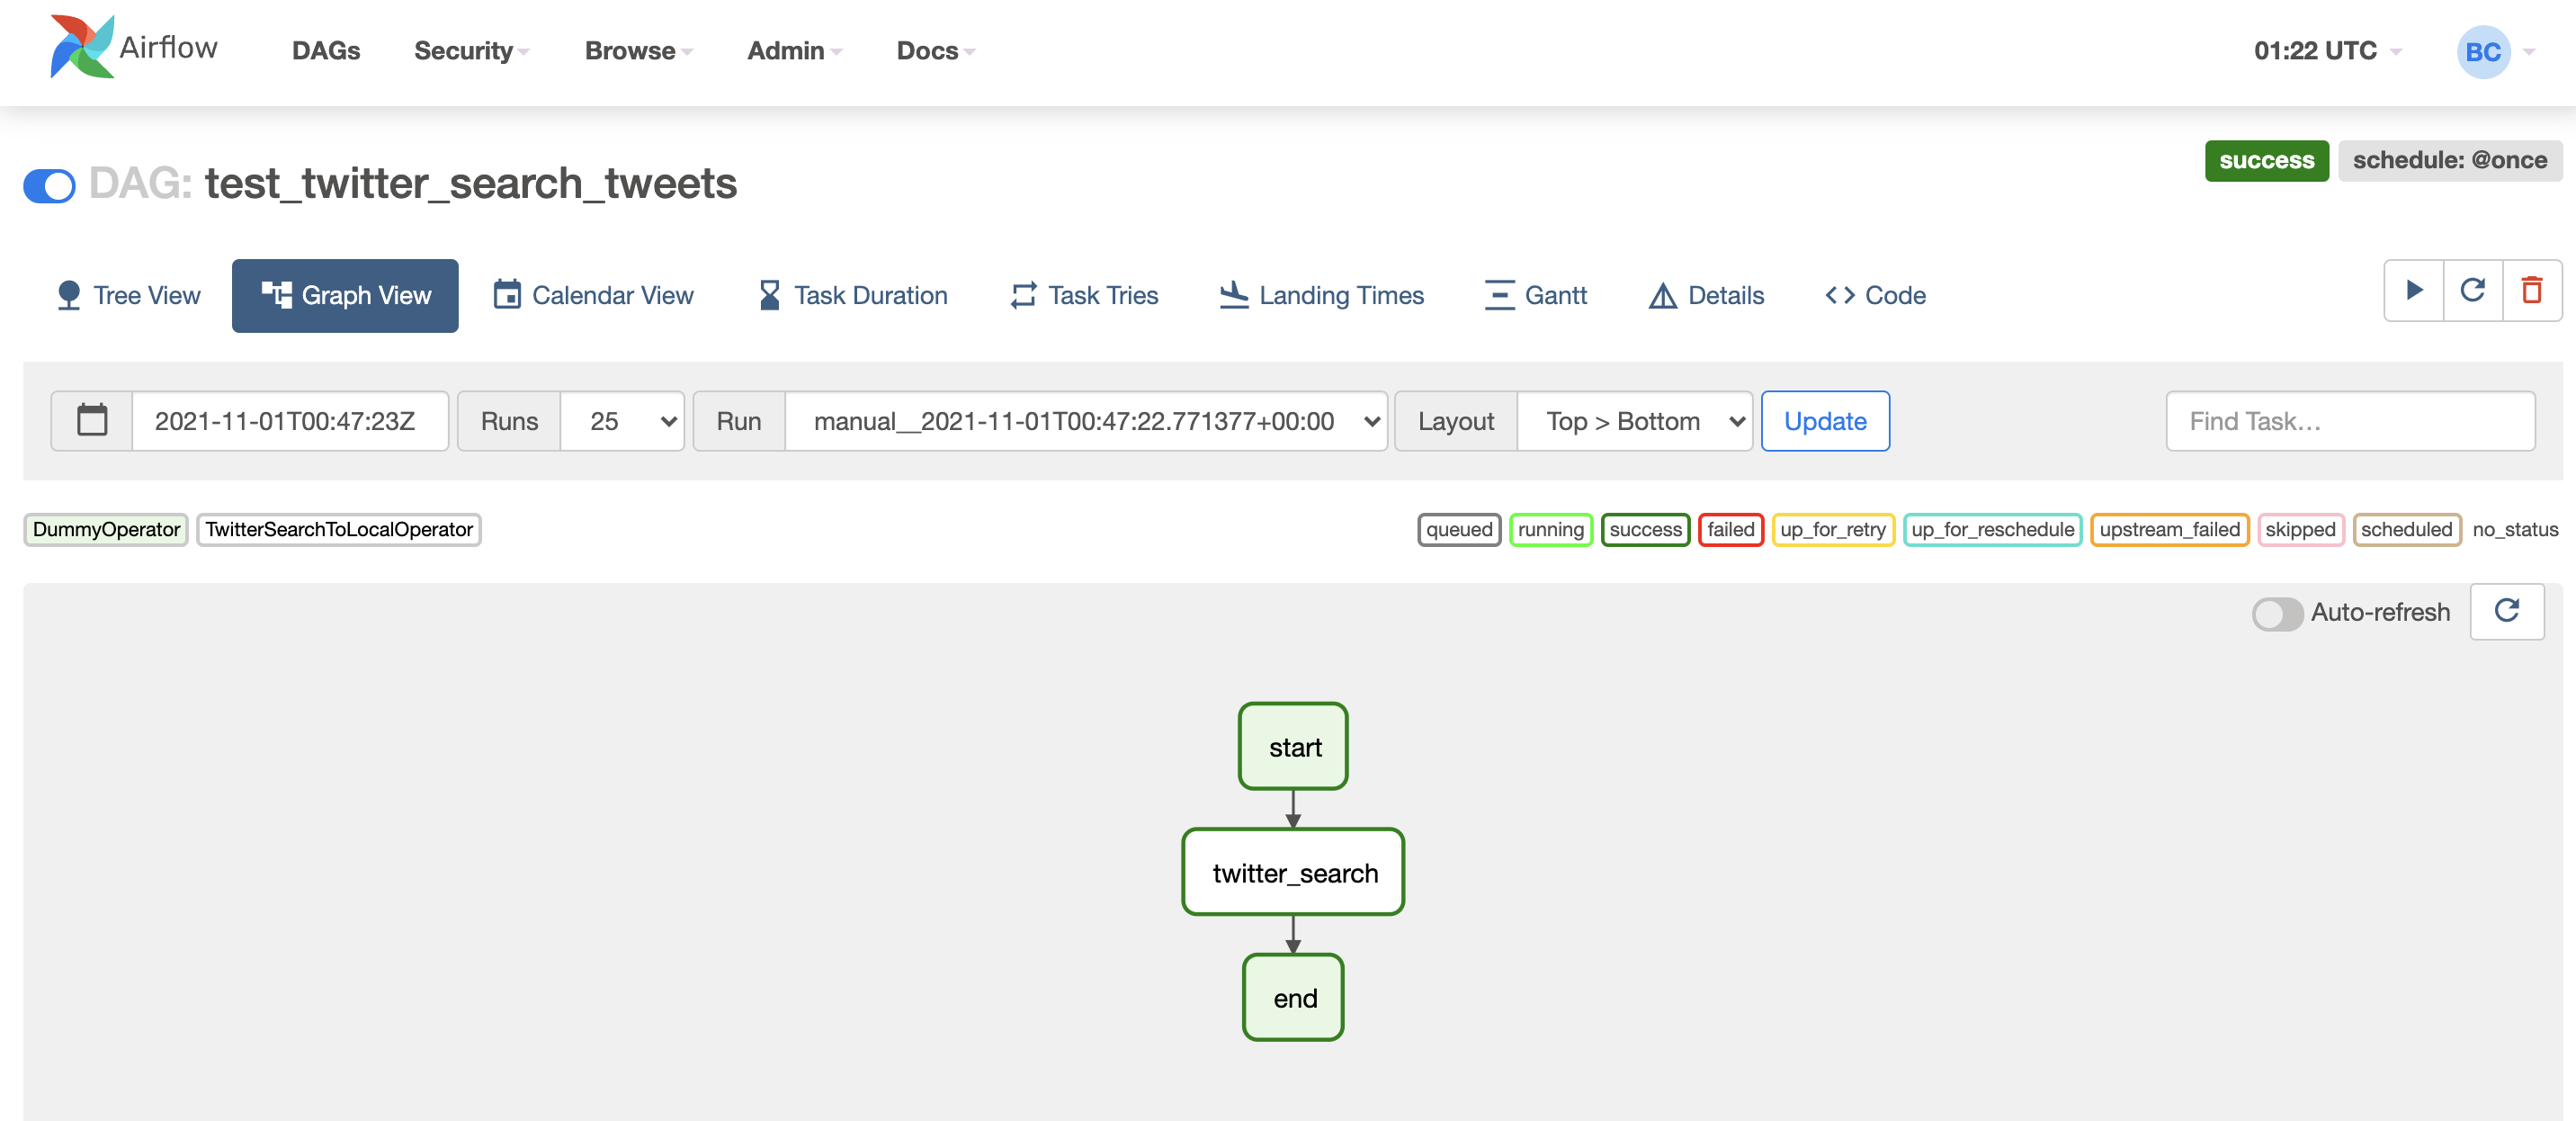 Airflow DAGs Security Browse Admin Docs 01:22 UTC BC
success schedule: @once
DAG: test_twitter_search_tweets
Tree View Graph View Calendar View Task Duration Task Tries Landing Times Gantt Details Code
2021-11-01T00:47:23Z Runs 25 Run manual__2021-11-01T00:47:22.771377+00:00 Layout Top > Bottom Update Find Task...
DummyOperator TwitterSearchToLocalOperator queued running success failed up_for_retry up_for_reschedule upstream_failed skipped scheduled no_status
Auto-refresh
start
twitter_search
end